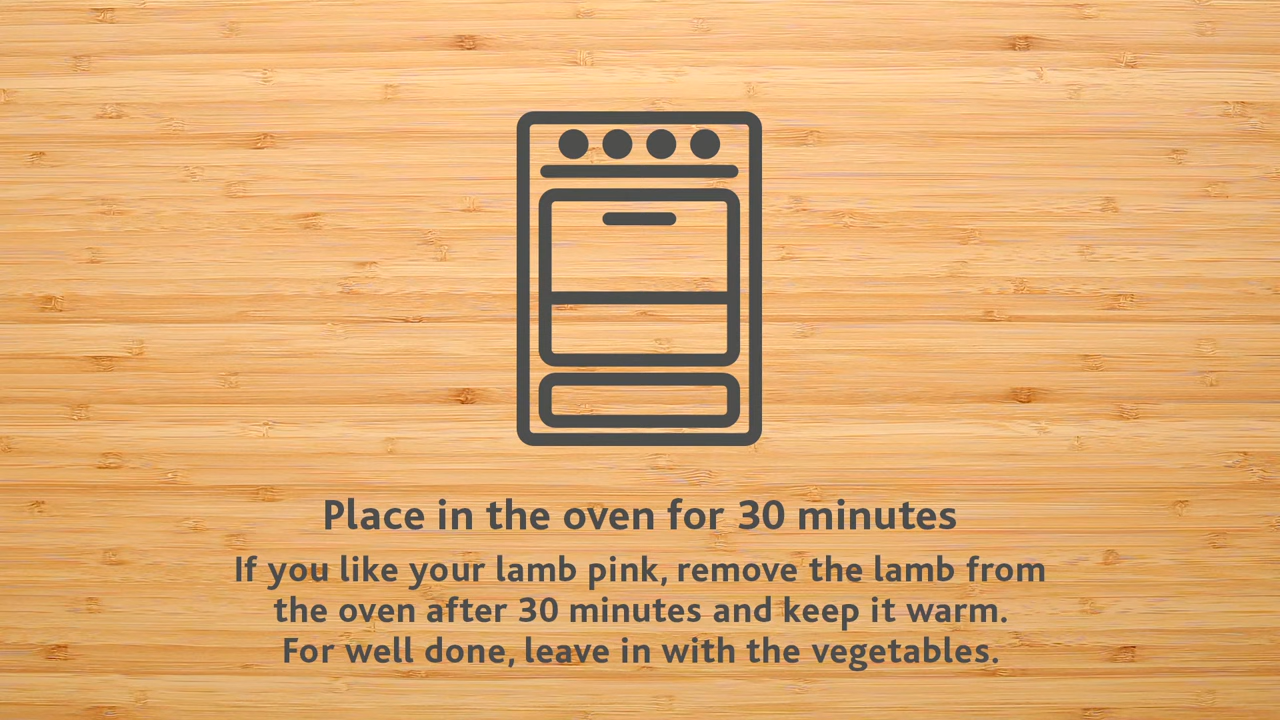 Place in the oven for 30 minutes
If you like your lamb pink, remove the lamb from
the oven after 30 minutes and keep it warm.
For well done, leave in with the vegetables.